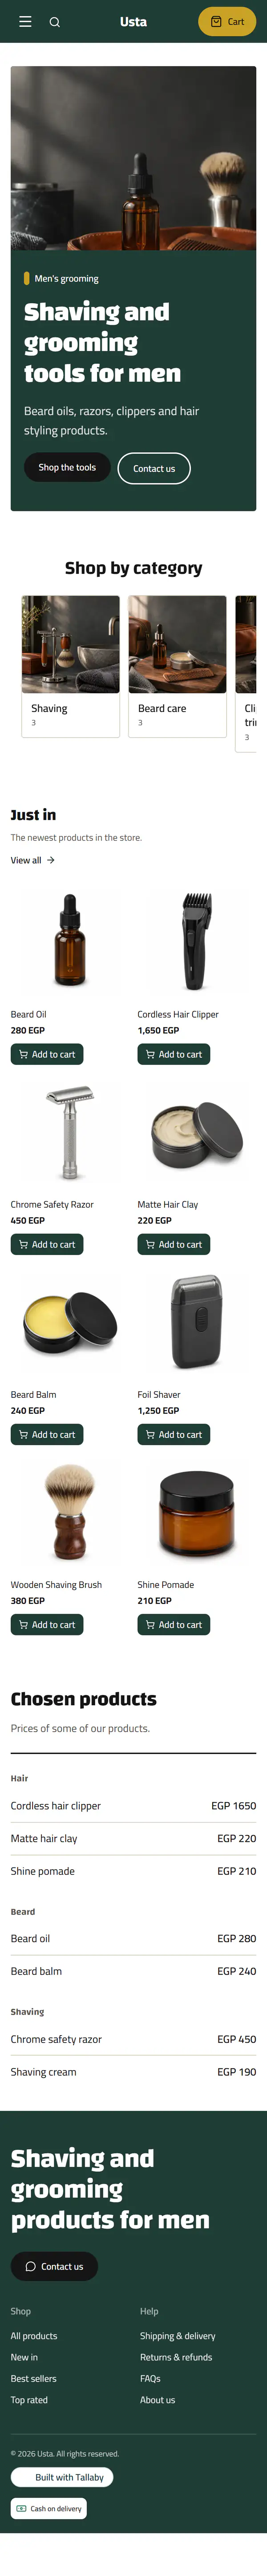 Usta
Cart
Men's grooming
Shaving and
grooming
tools for men
Beard oils, razors, clippers and hair
styling products.
Shop the tools
Contact us
Shop by category
Shaving
3
Beard care
3
3
Just in
The newest products in the store.
View all
Beard Oil
280 EGP
Add to cart
Cordless Hair Clipper
1,650 EGP
Add to cart
Chrome Safety Razor
450 EGP
Add to cart
Matte Hair Clay
220 EGP
Add to cart
Beard Balm
240 EGP
Add to cart
Foil Shaver
1,250 EGP
Add to cart
Wooden Shaving Brush
380 EGP
Add to cart
Shine Pomade
210 EGP
Add to cart
Chosen products
Prices of some of our products.
Hair
Cordless hair clipper EGP 1650
Matte hair clay EGP 220
Shine pomade EGP 210
Beard
Beard oil EGP 280
Beard balm EGP 240
Shaving
Chrome safety razor EGP 450
Shaving cream EGP 190
Shaving and
grooming
products for men
Contact us
Shop
All products
New in
Best sellers
Top rated
Help
Shipping & delivery
Returns & refunds
FAQs
About us
© 2026 Usta. All rights reserved.
Built with Tallaby
Cash on delivery